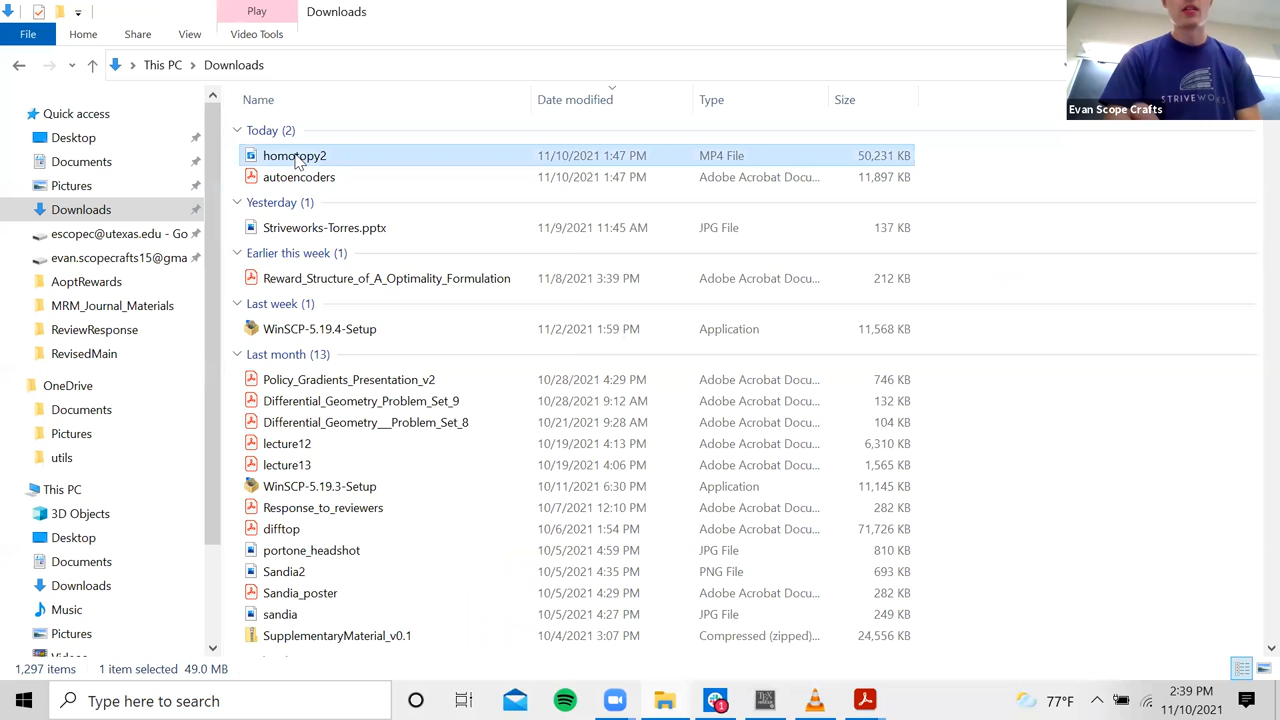 Play
Downloads
File
Home
Share
View
Video Tools
This PC
Downloads
Evan Scope Crafts
STRIVEWORKS
Quick access
Desktop
Documents
Pictures
Downloads
escopec@utexas.edu - Go
evan.scopecrafts15@gma
AoptRewards
MRM_Journal_Materials
ReviewResponse
RevisedMain
OneDrive
Documents
Pictures
utils
This PC
3D Objects
Desktop
Documents
Downloads
Music
Pictures
Name Date modified Type Size
Today (2)
homotopy2 11/10/2021 1:47 PM MP4 File 50,231 KB
autoencoders 11/10/2021 1:47 PM Adobe Acrobat Docu... 11,897 KB
Yesterday (1)
Striveworks-Torres.pptx 11/9/2021 11:45 AM JPG File 137 KB
Earlier this week (1)
Reward_Structure_of_A_Optimality_Formulation 11/8/2021 3:39 PM Adobe Acrobat Docu... 212 KB
Last week (1)
WinSCP-5.19.4-Setup 11/2/2021 1:59 PM Application 11,568 KB
Last month (13)
Policy_Gradients_Presentation_v2 10/28/2021 4:29 PM Adobe Acrobat Docu... 746 KB
Differential_Geometry_Problem_Set_9 10/28/2021 9:12 AM Adobe Acrobat Docu... 132 KB
Differential_Geometry__Problem_Set_8 10/21/2021 9:28 AM Adobe Acrobat Docu... 104 KB
lecture12 10/19/2021 4:13 PM Adobe Acrobat Docu... 6,310 KB
lecture13 10/19/2021 4:06 PM Adobe Acrobat Docu... 1,565 KB
WinSCP-5.19.3-Setup 10/11/2021 6:30 PM Application 11,145 KB
Response_to_reviewers 10/7/2021 12:10 PM Adobe Acrobat Docu... 282 KB
difftop 10/6/2021 1:54 PM Adobe Acrobat Docu... 71,726 KB
portone_headshot 10/5/2021 4:59 PM JPG File 810 KB
Sandia2 10/5/2021 4:35 PM PNG File 693 KB
Sandia_poster 10/5/2021 4:29 PM Adobe Acrobat Docu... 282 KB
sandia 10/5/2021 4:27 PM JPG File 249 KB
SupplementaryMaterial_v0.1 10/4/2021 3:07 PM Compressed (zipped)... 24,556 KB
1,297 items 1 item selected 49.0 MB
Type here to search
1
77°F
2:39 PM
11/10/2021